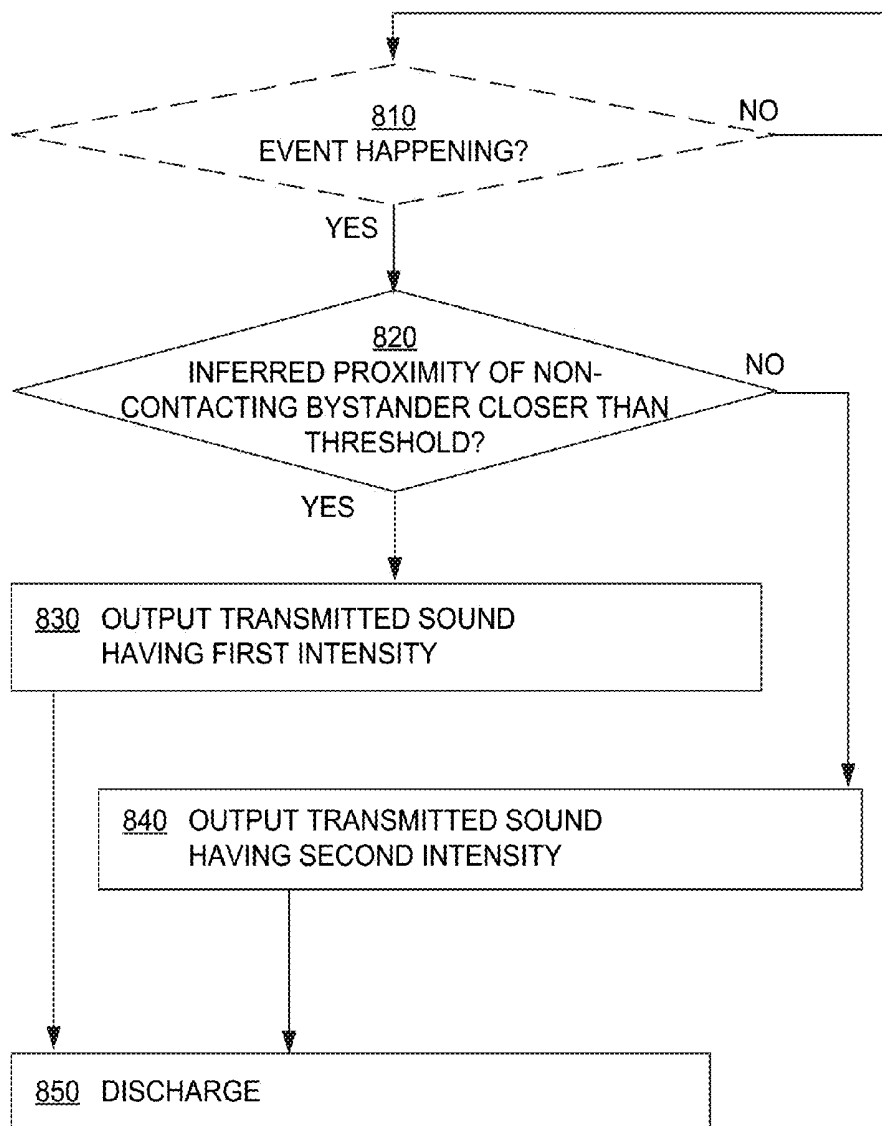 810
EVENT HAPPENING?
NO
YES
820
INFERRED PROXIMITY OF NON-
CONTACTING BYSTANDER CLOSER THAN
THRESHOLD?
NO
YES
830 OUTPUT TRANSMITTED SOUND
HAVING FIRST INTENSITY
840 OUTPUT TRANSMITTED SOUND
HAVING SECOND INTENSITY
850 DISCHARGE